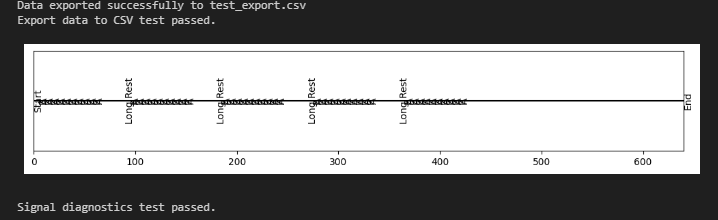 Data exported successfully to test_export.csv
Export data to CSV test passed.
Start
Long Rest
Long Rest
Long Rest
Long Rest
End
0 100 200 300 400 500 600
Signal diagnostics test passed.